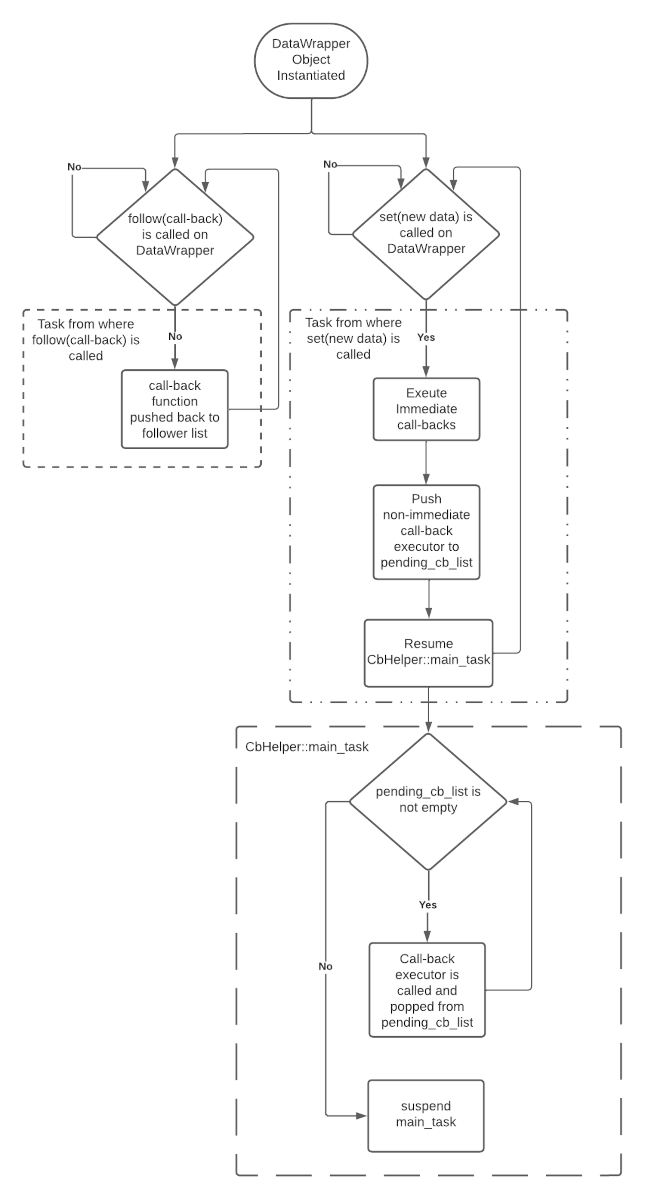 DataWrapper
Object
Instantiated
No
follow(call-back)
is called on
DataWrapper
No
set(new data) is
called on
DataWrapper
Task from where
follow(call-back) is
called
No
call-back
function
pushed back to
follower list
Task from where
set(new data) is
called
Yes
Exeute
Immediate
call-backs
Push
non-immediate
call-back
executor to
pending_cb_list
Resume
CbHelper::main_task
CbHelper::main_task
pending_cb_list is
not empty
Yes
No
Call-back
executor is
called and
popped from
pending_cb_list
suspend
main_task